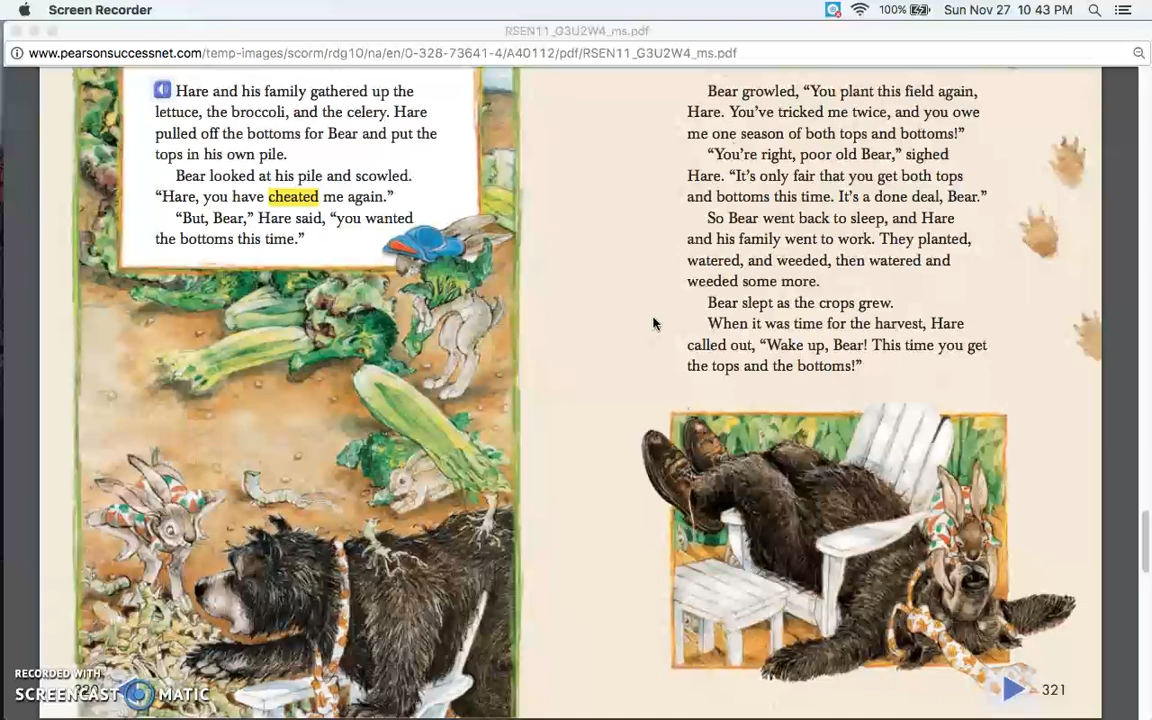 Screen Recorder
100%
Sun Nov 27 10:43 PM
RSEN11_G3U2W4_ms.pdf
www.pearsonsuccessnet.com/temp-images/scorm/rdg10/na/en/0-328-73641-4/A40112/pdf/RSEN11_G3U2W4_ms.pdf
Hare and his family gathered up the
lettuce, the broccoli, and the celery. Hare
pulled off the bottoms for Bear and put the
tops in his own pile.
Bear looked at his pile and scowled.
“Hare, you have cheated me again.”
“But, Bear,” Hare said, “you wanted
the bottoms this time.”
Bear growled, “You plant this field again,
Hare. You’ve tricked me twice, and you owe
me one season of both tops and bottoms!”
“You’re right, poor old Bear,” sighed
Hare. “It’s only fair that you get both tops
and bottoms this time. It’s a done deal, Bear.”
So Bear went back to sleep, and Hare
and his family went to work. They planted,
watered, and weeded, then watered and
weeded some more.
Bear slept as the crops grew.
When it was time for the harvest, Hare
called out, “Wake up, Bear! This time you get
the tops and the bottoms!”
RECORDED WITH
SCREENCAST MATIC
321